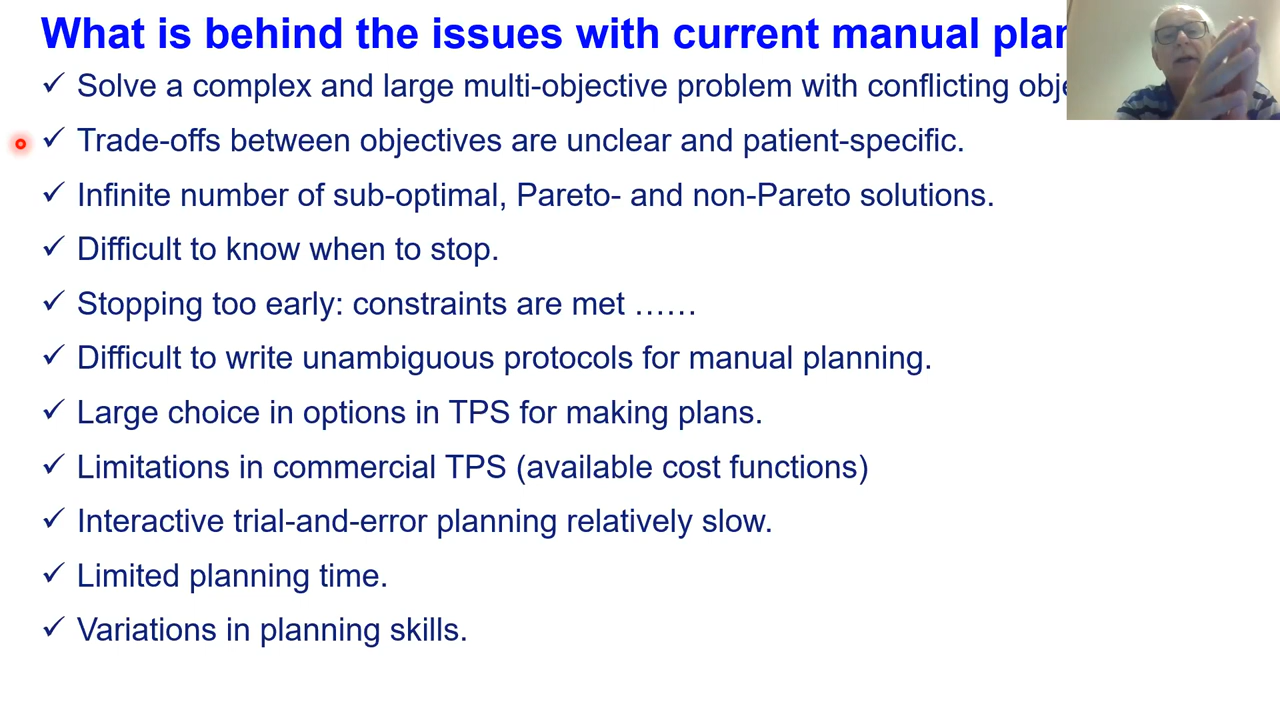 What is behind the issues with current manual
✓ Solve a complex and large multi-objective problem with conflicting
✓ Trade-offs between objectives are unclear and patient-specific.
✓ Infinite number of sub-optimal, Pareto- and non-Pareto solutions.
✓ Difficult to know when to stop.
✓ Stopping too early: constraints are met ……
✓ Difficult to write unambiguous protocols for manual planning.
✓ Large choice in options in TPS for making plans.
✓ Limitations in commercial TPS (available cost functions)
✓ Interactive trial-and-error planning relatively slow.
✓ Limited planning time.
✓ Variations in planning skills.